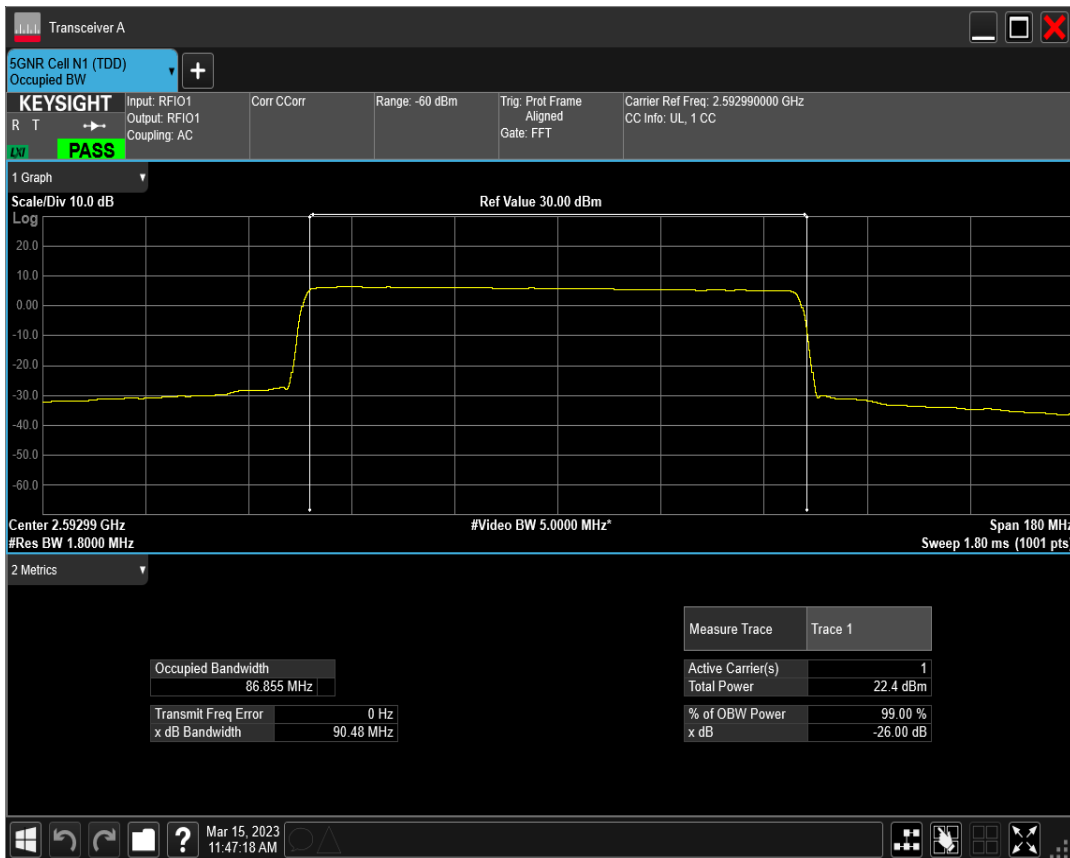 Transceiver A
5GNR Cell N1 (TDD)
Occupied BW
KEYSIGHT
R T
LXI
PASS
Input: RFIO1
Output: RFIO1
Coupling: AC
Corr CCorr
Range: -60 dBm
Trig: Prot Frame
Aligned
Gate: FFT
Carrier Ref Freq: 2.592990000 GHz
CC Info: UL, 1 CC
1 Graph
Scale/Div 10.0 dB
Ref Value 30.00 dBm
Log
20.0
10.0
0.00
-10.0
-20.0
-30.0
-40.0
-50.0
-60.0
Center 2.59299 GHz
#Video BW 5.0000 MHz*
Span 180 MHz
#Res BW 1.8000 MHz
Sweep 1.80 ms (1001 pts)
2 Metrics
Measure Trace Trace 1
Occupied Bandwidth
86.855 MHz
Active Carrier(s) 1
Total Power 22.4 dBm
Transmit Freq Error 0 Hz
x dB Bandwidth 90.48 MHz
% of OBW Power 99.00 %
x dB -26.00 dB
?
Mar 15, 2023
11:47:18 AM